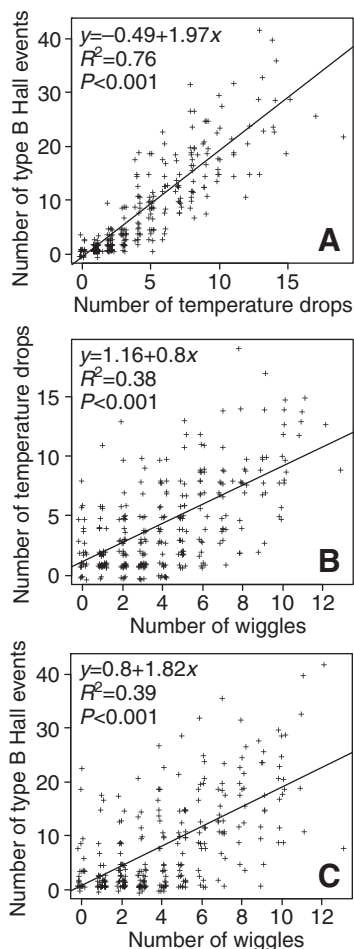 y=−0.49+1.97x
R²=0.76
P<0.001
40
30
20
10
0
Number of type B Hall events
A
0 5 10 15
Number of temperature drops
y=1.16+0.8x
R²=0.38
P<0.001
15
10
5
0
Number of temperature drops
B
0 2 4 6 8 10 12
Number of wiggles
y=0.8+1.82x
R²=0.39
P<0.001
40
30
20
10
0
Number of type B Hall events
C
0 2 4 6 8 10 12
Number of wiggles